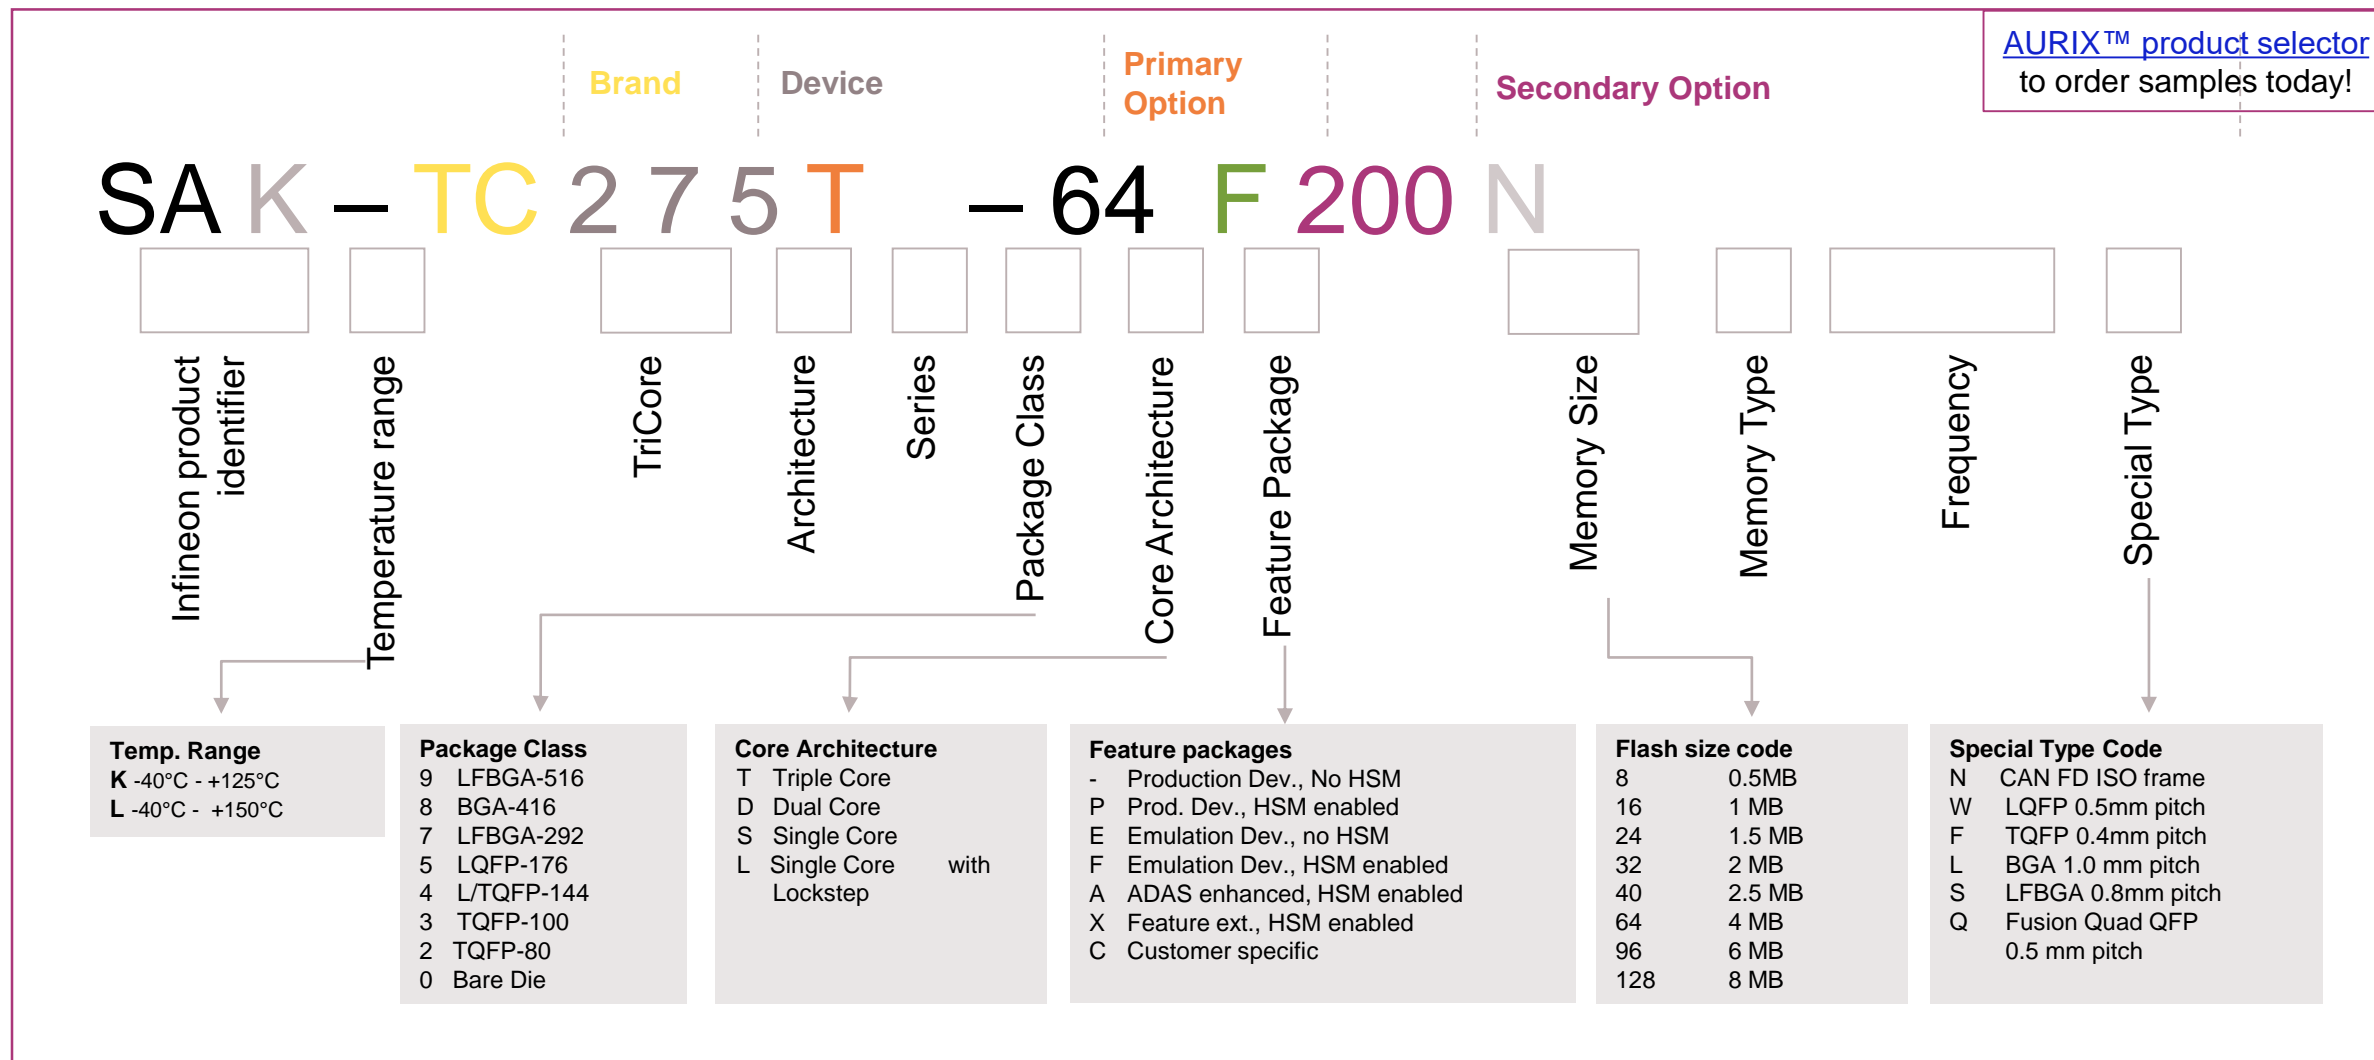 AURIX™ product selector
to order samples today!
Brand
Device
Primary
Option
Secondary Option
SA K – TC 2 7 5 T – 64 F 200 N
Infineon product
identifier
Temperature range
TriCore
Architecture
Series
Package Class
Core Architecture
Feature Package
Memory Size
Memory Type
Frequency
Special Type
Temp. Range
K -40°C - +125°C
L -40°C - +150°C
Package Class
9 LFBGA-516
8 BGA-416
7 LFBGA-292
5 LQFP-176
4 L/TQFP-144
3 TQFP-100
2 TQFP-80
0 Bare Die
Core Architecture
T Triple Core
D Dual Core
S Single Core
L Single Core with
Lockstep
Feature packages
- Production Dev., No HSM
P Prod. Dev., HSM enabled
E Emulation Dev., no HSM
F Emulation Dev., HSM enabled
A ADAS enhanced, HSM enabled
X Feature ext., HSM enabled
C Customer specific
Flash size code
8 0.5MB
16 1 MB
24 1.5 MB
32 2 MB
40 2.5 MB
64 4 MB
96 6 MB
128 8 MB
Special Type Code
N CAN FD ISO frame
W LQFP 0.5mm pitch
F TQFP 0.4mm pitch
L BGA 1.0 mm pitch
S LFBGA 0.8mm pitch
Q Fusion Quad QFP
0.5 mm pitch